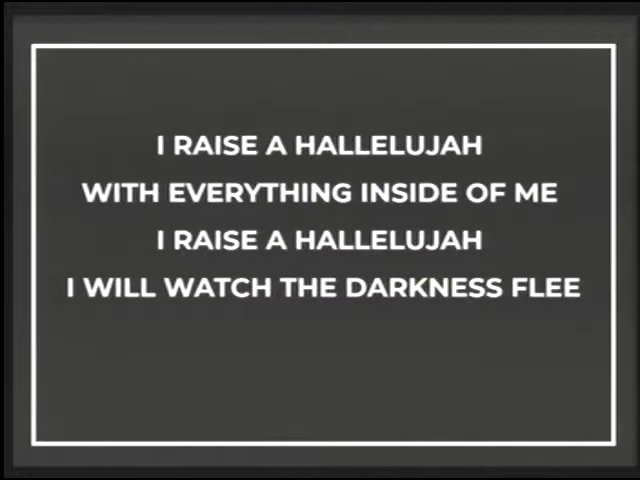 I RAISE A HALLELUJAH
WITH EVERYTHING INSIDE OF ME
I RAISE A HALLELUJAH
I WILL WATCH THE DARKNESS FLEE